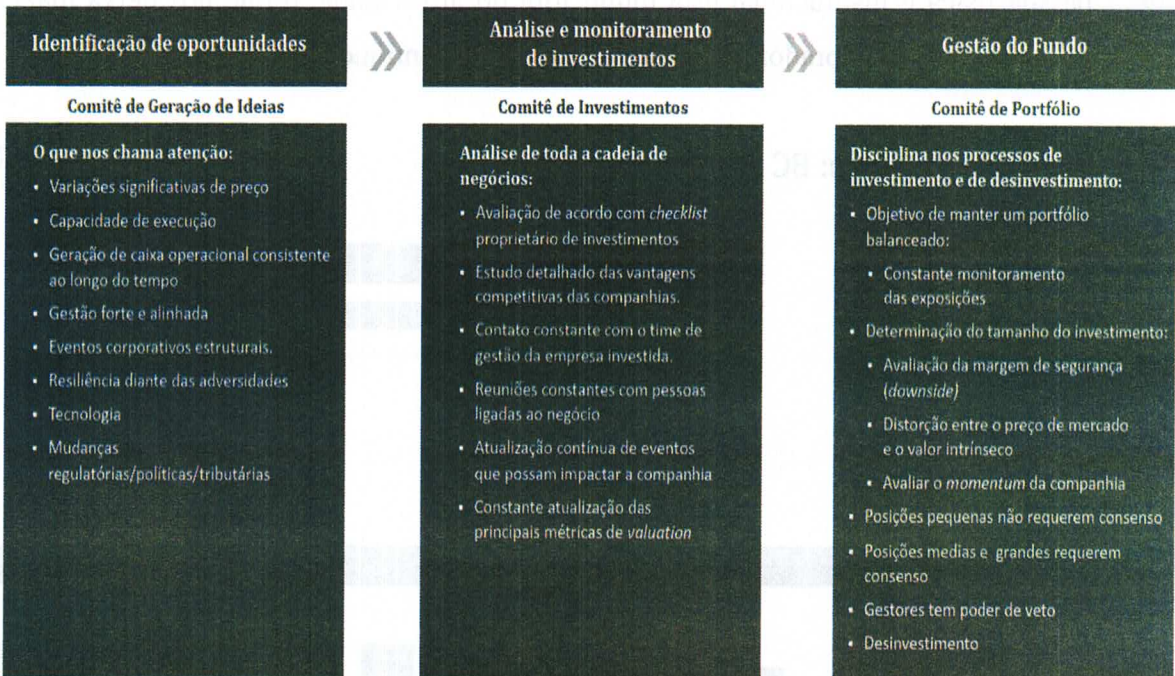 Identificação de oportunidades
Comitê de Geração de Ideias
O que nos chama atenção:
• Variações significativas de preço
• Capacidade de execução
• Geração de caixa operacional consistente
ao longo do tempo
• Gestão forte e alinhada
• Eventos corporativos estruturais.
• Resiliência diante das adversidades
• Tecnologia
• Mudanças
regulatórias/políticas/tributárias
Análise e monitoramento
de investimentos
Comitê de Investimentos
Análise de toda a cadeia de
negócios:
• Avaliação de acordo com checklist
proprietário de investimentos
• Estudo detalhado das vantagens
competitivas das companhias.
• Contato constante com o time de
gestão da empresa investida.
• Reuniões constantes com pessoas
ligadas ao negócio
• Atualização contínua de eventos
que possam impactar a companhia
• Constante atualização das
principais métricas de valuation
Gestão do Fundo
Comitê de Portfólio
Disciplina nos processos de
investimento e de desinvestimento:
• Objetivo de manter um portfólio
balanceado:
• Constante monitoramento
das exposições
• Determinação do tamanho do investimento:
• Avaliação da margem de segurança
(downside)
• Distorção entre o preço de mercado
e o valor intrínseco
• Avaliar o momentum da companhia
• Posições pequenas não requerem consenso
• Posições medias e grandes requerem
consenso
• Gestores tem poder de veto
• Desinvestimento